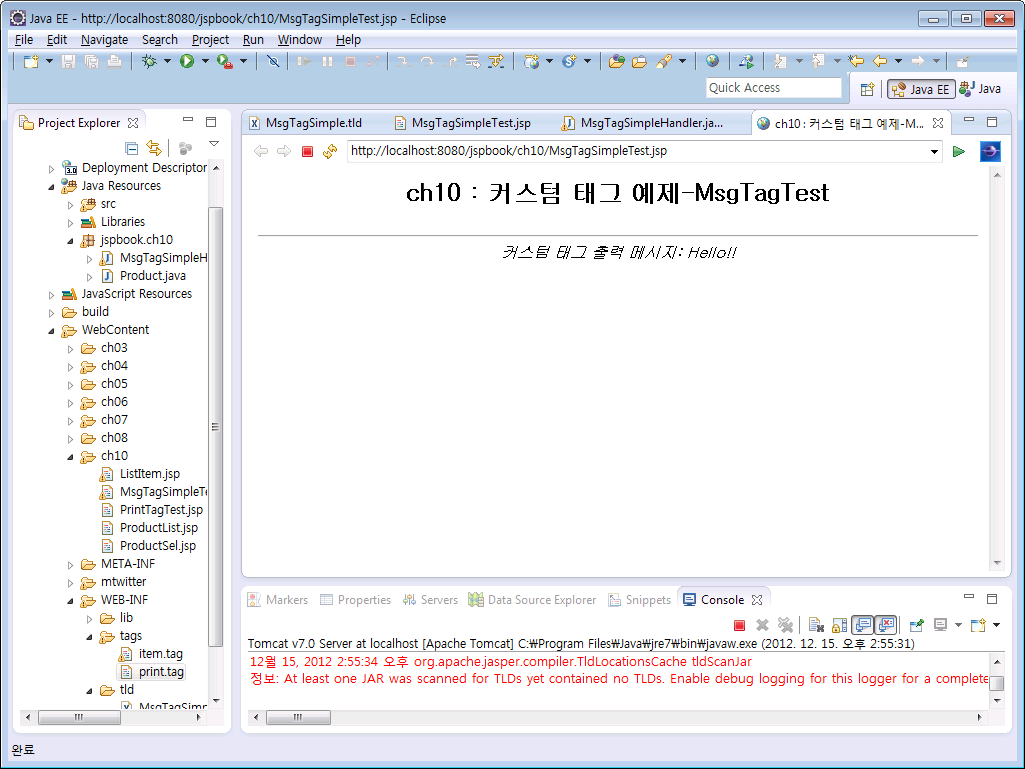 Java EE - http://localhost:8080/jspbook/ch10/MsgTagSimpleTest.jsp - Eclipse
File Edit Navigate Search Project Run Window Help
Quick Access
Java EE
Java
Project Explorer
Deployment Descriptor
Java Resources
src
Libraries
jspbook.ch10
MsgTagSimpleH
Product.java
JavaScript Resources
build
WebContent
ch03
ch04
ch05
ch06
ch07
ch08
ch10
ListItem.jsp
MsgTagSimpleTe
PrintTagTest.jsp
ProductList.jsp
ProductSel.jsp
META-INF
mtwitter
WEB-INF
lib
tags
item.tag
print.tag
tld
MsgTagSimp
MsgTagSimple.tld
MsgTagSimpleTest.jsp
MsgTagSimpleHandler.ja...
ch10 : 커스텀 태그 예제-M...
http://localhost:8080/jspbook/ch10/MsgTagSimpleTest.jsp
ch10 : 커스텀 태그 예제-MsgTagTest
커스텀 태그 출력 메시지: Hello!!
Markers Properties Servers Data Source Explorer Snippets Console
Tomcat v7.0 Server at localhost [Apache Tomcat] C:₩Program Files₩Java₩jre7₩bin₩javaw.exe (2012. 12. 15. 오후 2:55:31)
12월 15, 2012 2:55:34 오후 org.apache.jasper.compiler.TldLocationsCache tldScanJar
정보: At least one JAR was scanned for TLDs yet contained no TLDs. Enable debug logging for this logger for a complete
완료